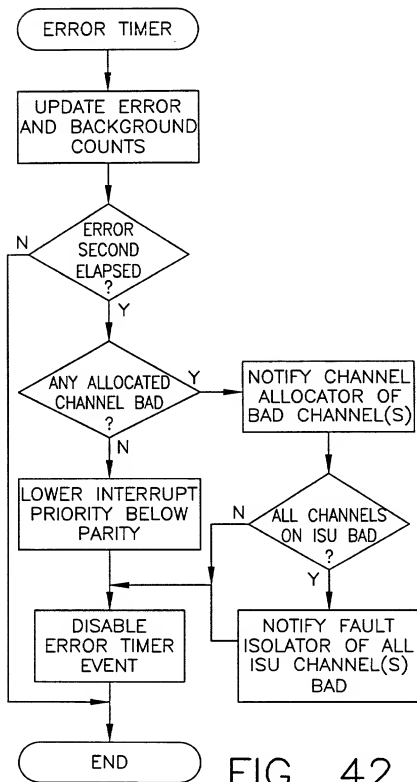 ERROR TIMER
UPDATE ERROR
AND BACKGROUND
COUNTS
N
ERROR
SECOND
ELAPSED
?
Y
ANY ALLOCATED
CHANNEL BAD
?
Y
N
NOTIFY CHANNEL
ALLOCATOR OF
BAD CHANNEL(S)
LOWER INTERRUPT
PRIORITY BELOW
PARITY
N
ALL CHANNELS
ON ISU BAD
?
Y
DISABLE
ERROR TIMER
EVENT
NOTIFY FAULT
ISOLATOR OF ALL
ISU CHANNEL(S)
BAD
END
FIG. 42